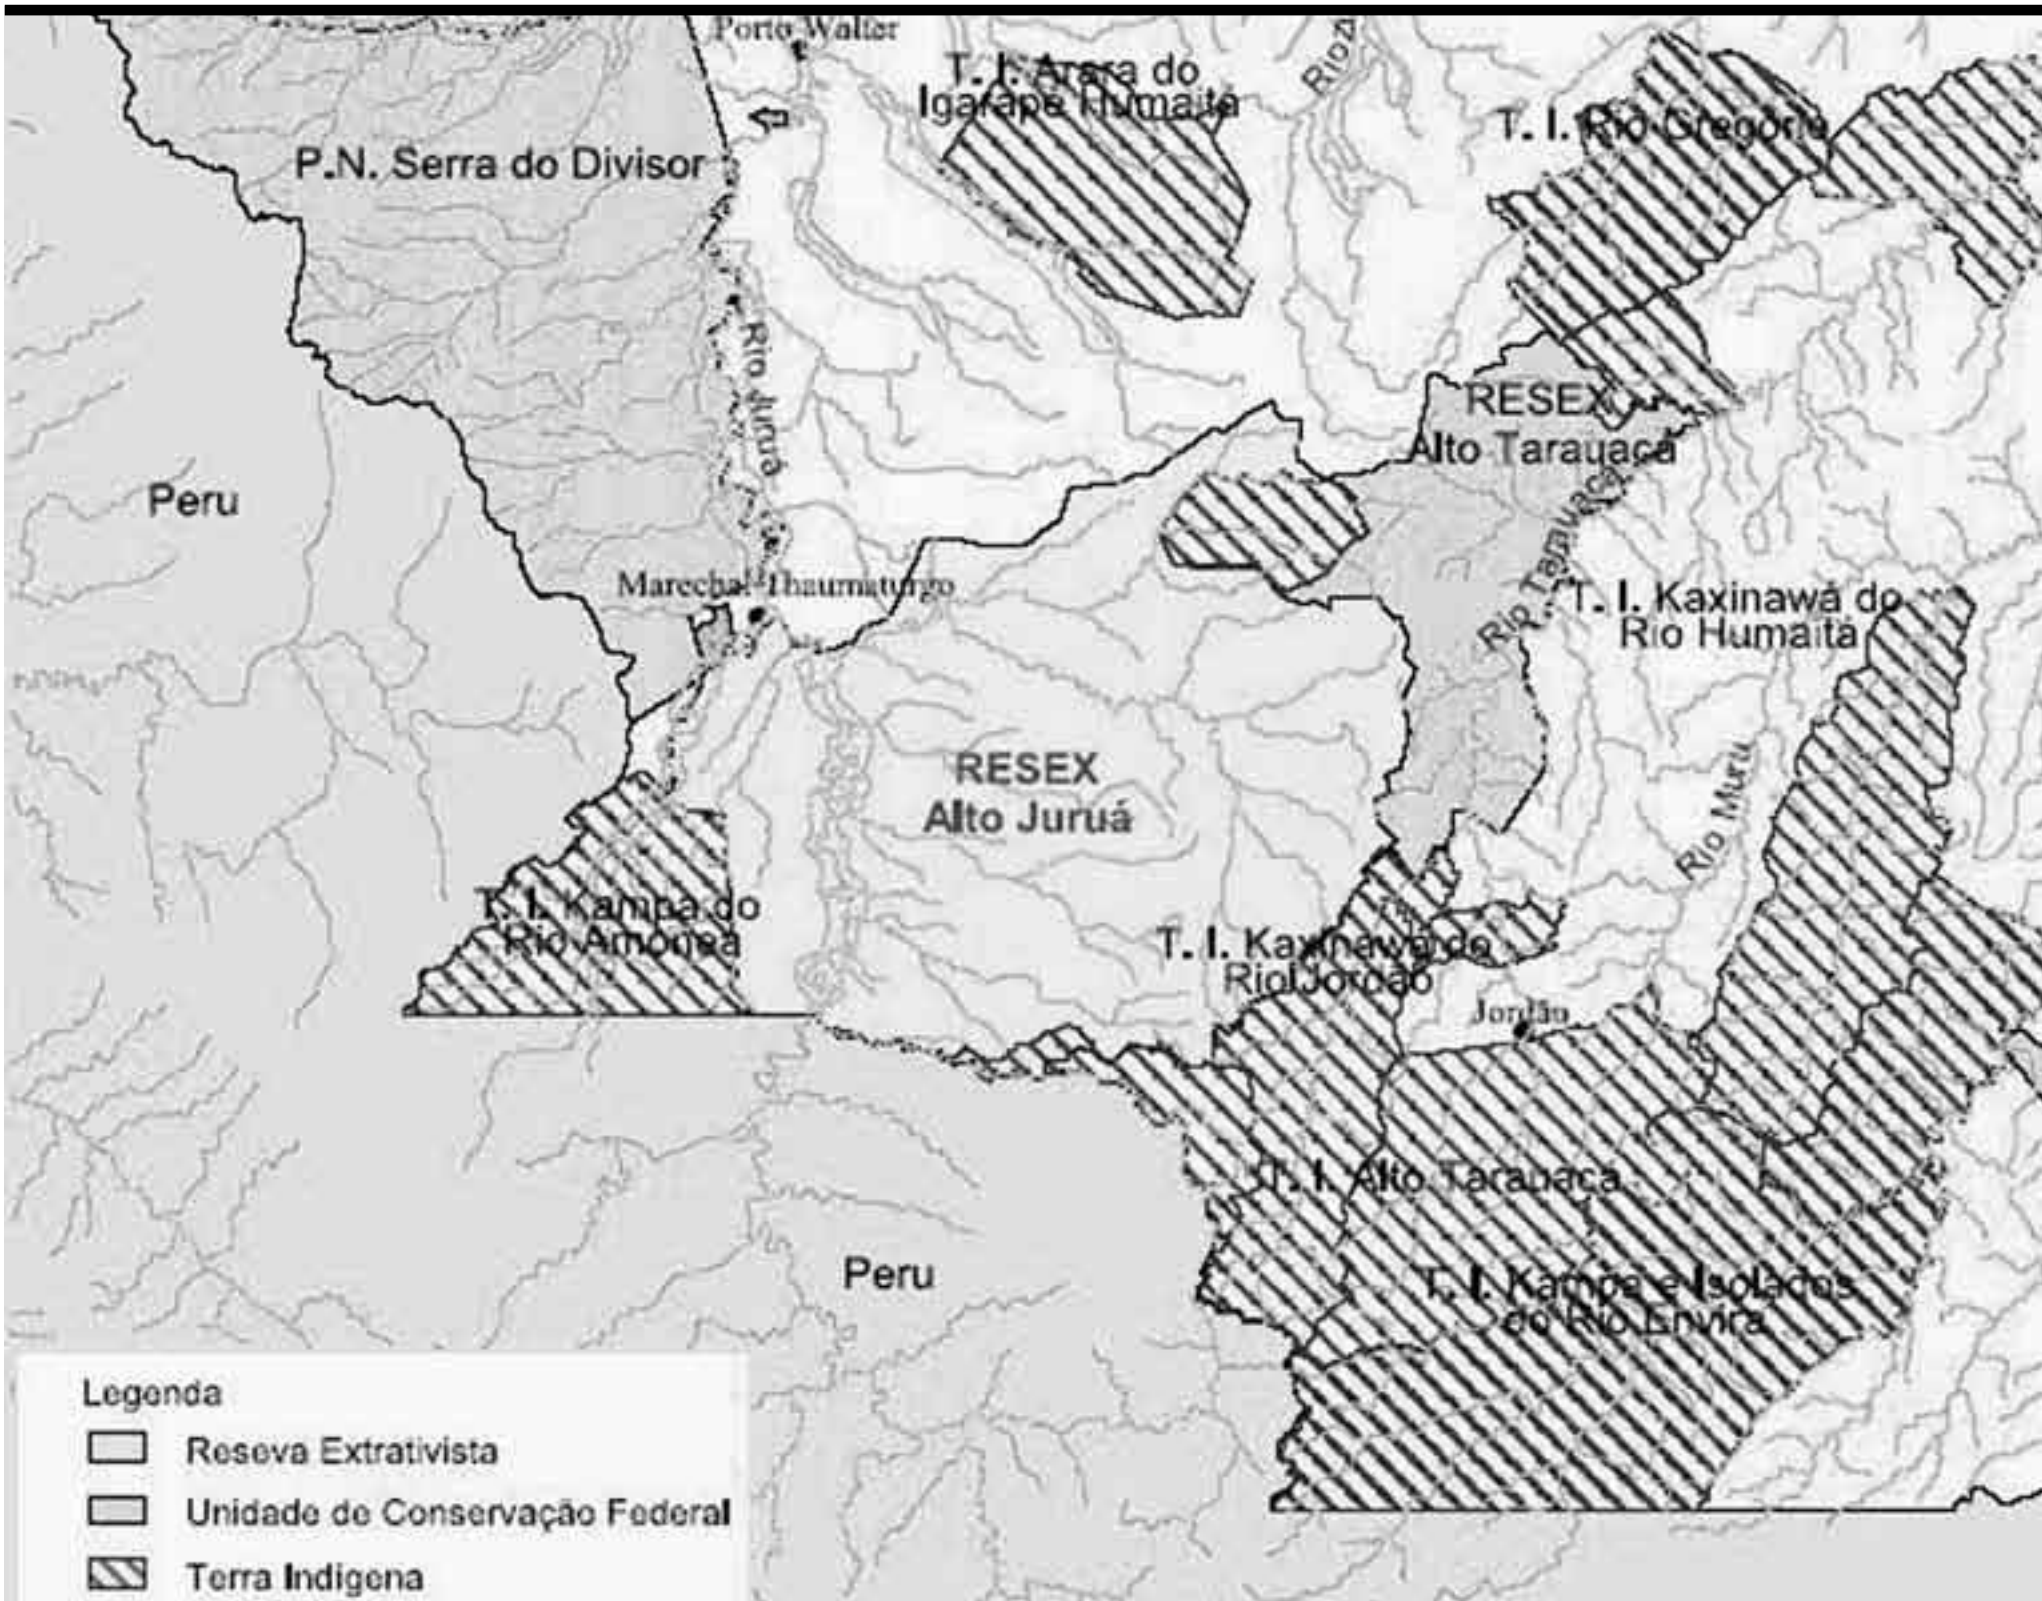 Porto Walter
T. I. Arara do
Igarapé Humaitá
T. I. Rio Gregório
P.N. Serra do Divisor
Rio Juruá
RESEX
Alto Tarauacá
Peru
Rio Tarauacá
Marechal Thaumaturgo
T. I. Kaxinawá do
Rio Humaitá
RESEX
Alto Juruá
Rio Muru
T. I. Kampa do
Rio Amônea
T. I. Kaxinawá do
Rio Jordão
Jordão
T. I. Alto Tarauacá
Peru
T. I. Kampa e Isolados
do Rio Envira
Legenda
Reseva Extrativista
Unidade de Conservação Federal
Terra Indigena